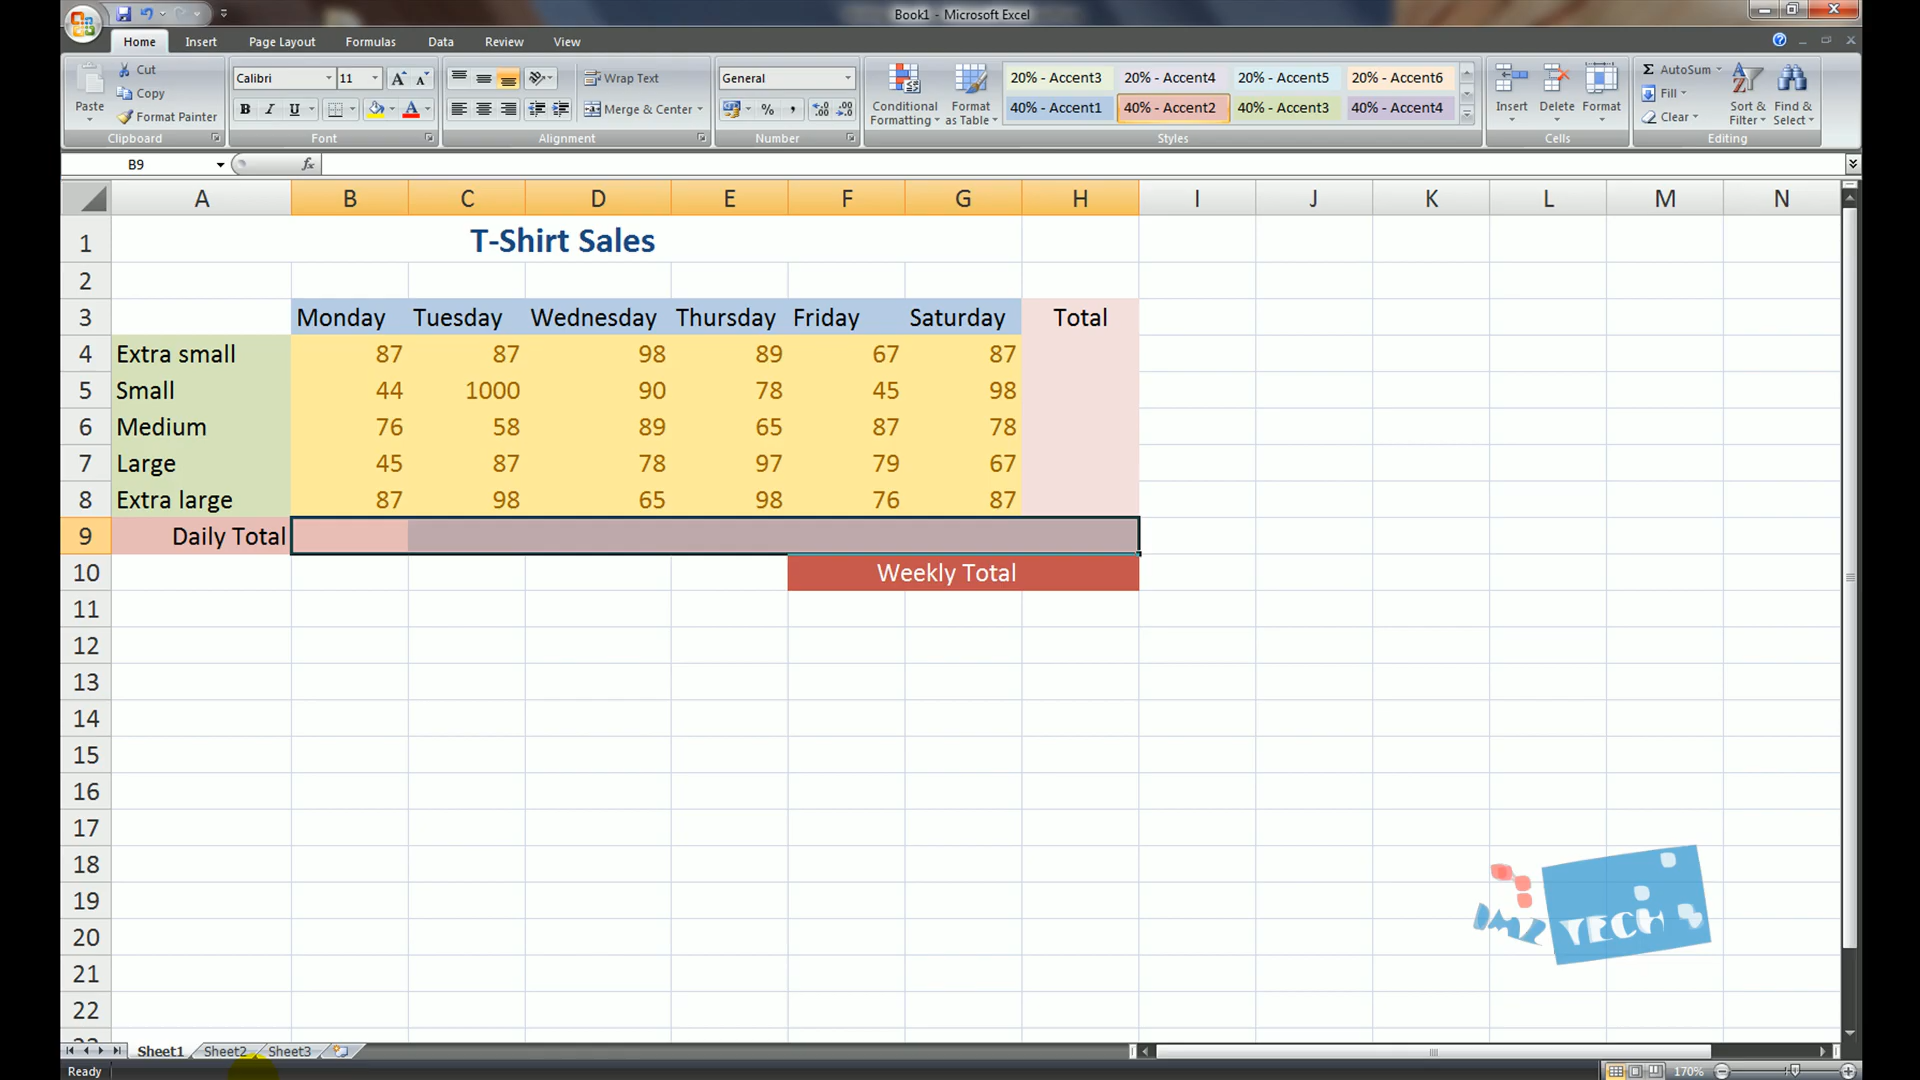 Book1 - Microsoft Excel
Home Insert Page Layout Formulas Data Review View
Cut Calibri 11 Wrap Text General 20% - Accent3 20% - Accent4 20% - Accent5 20% - Accent6 AutoSum
Paste Copy Conditional Formatting Format as Table Insert Delete Format Fill Sort & Filter Find & Select
Format Painter B I U Merge & Center % , 40% - Accent1 40% - Accent2 40% - Accent3 40% - Accent4 Clear
Clipboard Font Alignment Number Styles Cells Editing
B9 fx
A B C D E F G H I J K L M N
1 T-Shirt Sales
2
3 Monday Tuesday Wednesday Thursday Friday Saturday Total
4 Extra small 87 87 98 89 67 87
5 Small 44 1000 90 78 45 98
6 Medium 76 58 89 65 87 78
7 Large 45 87 78 97 79 67
8 Extra large 87 98 65 98 76 87
9 Daily Total
10 Weekly Total
11
12
13
14
15
16
17
18
19
20
21
22
Sheet1 Sheet2 Sheet3
Ready 170%
TECH